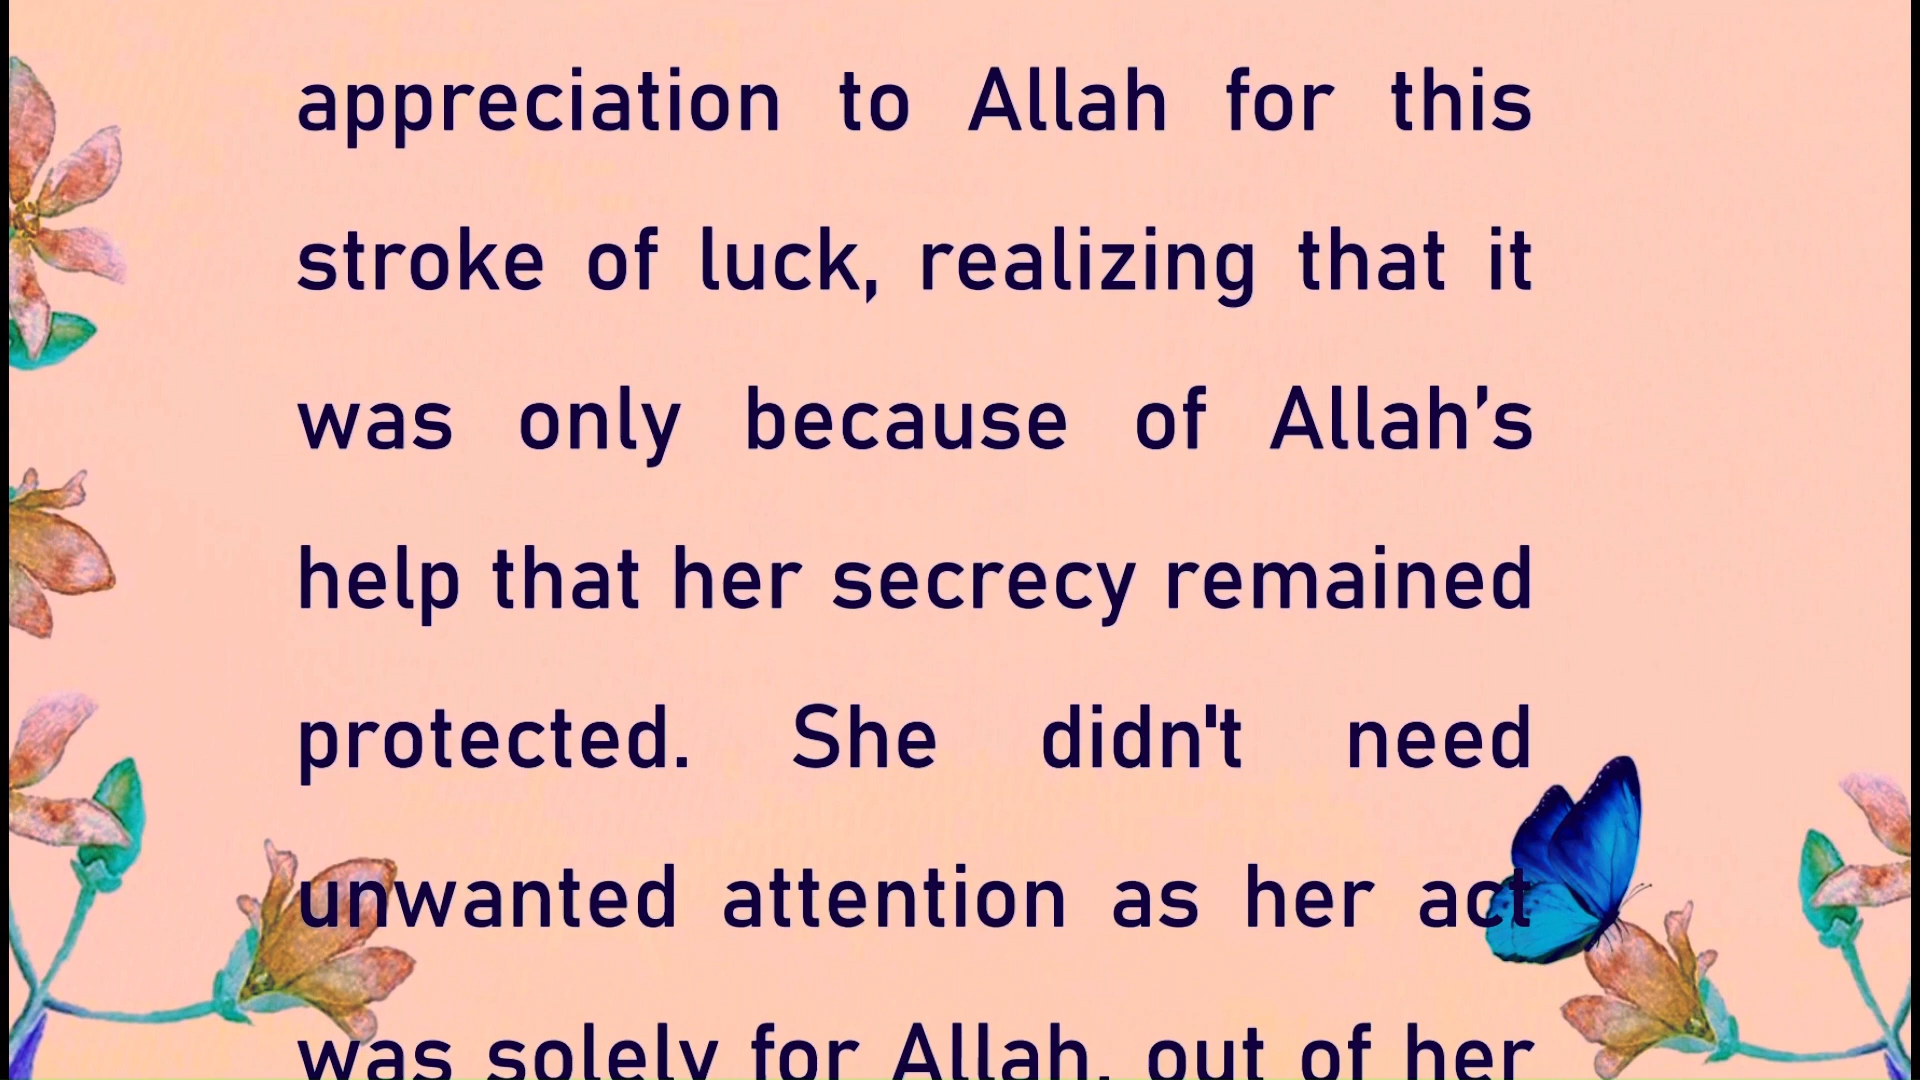 appreciation to Allah for this
stroke of luck, realizing that it
was only because of Allah’s
help that her secrecy remained
protected. She didn't need
unwanted attention as her act
was solely for Allah, out of her